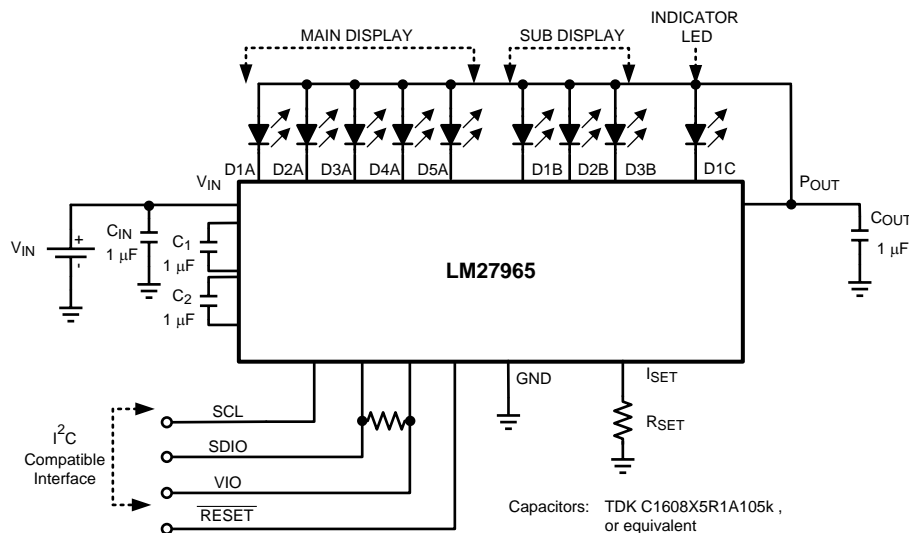 MAIN DISPLAY
SUB DISPLAY
INDICATOR
LED
D1A
D2A
D3A
D4A
D5A
D1B
D2B
D3B
D1C
VIN
POUT
VIN
+
-
CIN
1 µF
C1
1 µF
C2
1 µF
LM27965
COUT
1 µF
GND
ISET
RSET
I2C
Compatible
Interface
SCL
SDIO
VIO
RESET
Capacitors: TDK C1608X5R1A105k ,
or equivalent